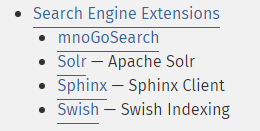 Search Engine Extensions
mnoGoSearch
Solr — Apache Solr
Sphinx — Sphinx Client
Swish — Swish Indexing